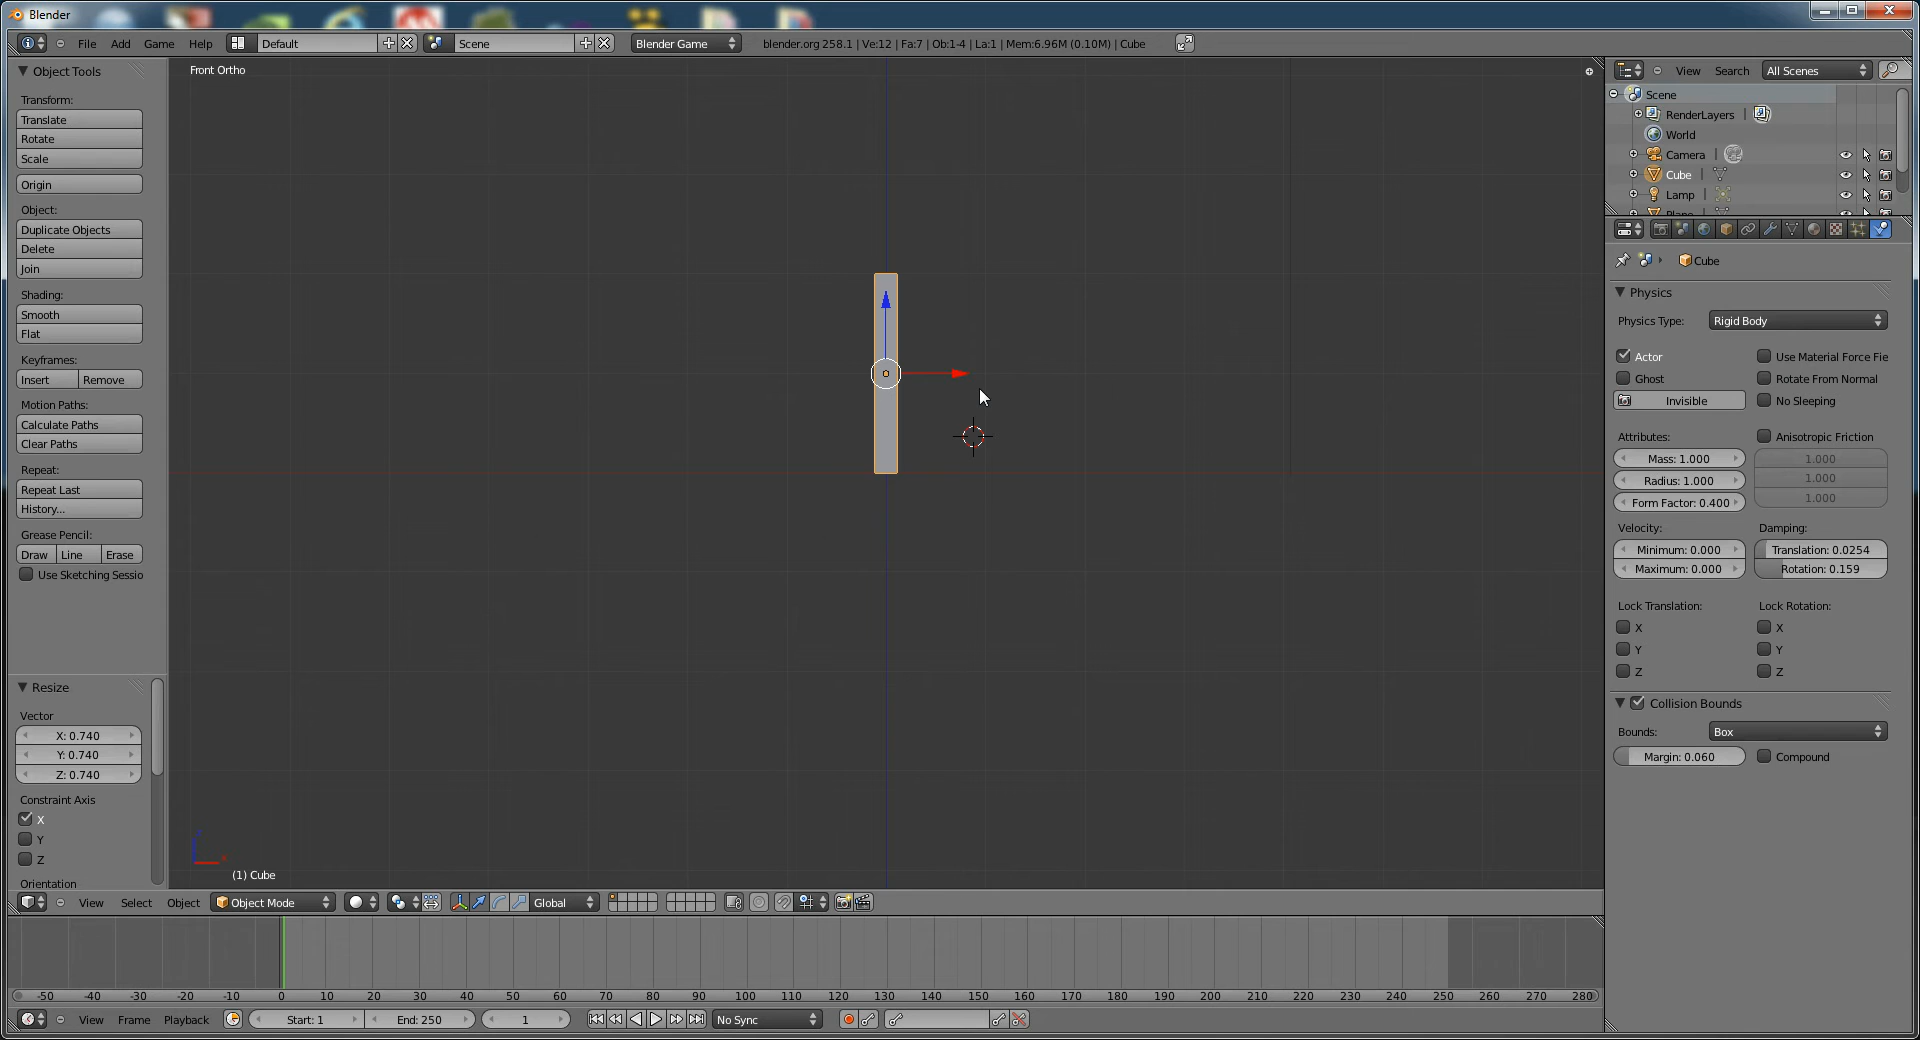 Blender
File Add Game Help Default Scene Blender Game blender.org 258.1 | Ve:12 | Fa:7 | Ob:1-4 | La:1 | Mem:6.96M (0.10M) | Cube
Object Tools
Transform:
Translate
Rotate
Scale
Origin
Object:
Duplicate Objects
Delete
Join
Shading:
Smooth
Flat
Keyframes:
Insert Remove
Motion Paths:
Calculate Paths
Clear Paths
Repeat:
Repeat Last
History...
Grease Pencil:
Draw Line Erase
Use Sketching Sessio
Resize
Vector
X: 0.740
Y: 0.740
Z: 0.740
Constraint Axis
X
Y
Z
Orientation
Front Ortho
(1) Cube
View Select Object Object Mode Global
-50 -40 -30 -20 -10 0 10 20 30 40 50 60 70 80 90 100 110 120 130 140 150 160 170 180 190 200 210 220 230 240 250 260 270 280
View Frame Playback Start: 1 End: 250 1 No Sync
View Search All Scenes
Scene
RenderLayers |
World
Camera |
Cube |
Lamp |
Plane
Cube
Physics
Physics Type: Rigid Body
Actor Use Material Force Fie
Ghost Rotate From Normal
Invisible No Sleeping
Attributes: Anisotropic Friction
Mass: 1.000 1.000
Radius: 1.000 1.000
Form Factor: 0.400 1.000
Velocity: Damping:
Minimum: 0.000 Translation: 0.0254
Maximum: 0.000 Rotation: 0.159
Lock Translation: Lock Rotation:
X X
Y Y
Z Z
Collision Bounds
Bounds: Box
Margin: 0.060 Compound